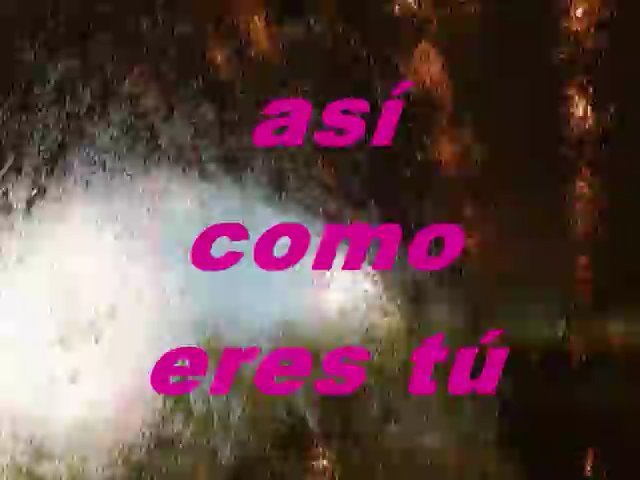 así
como
eres tú